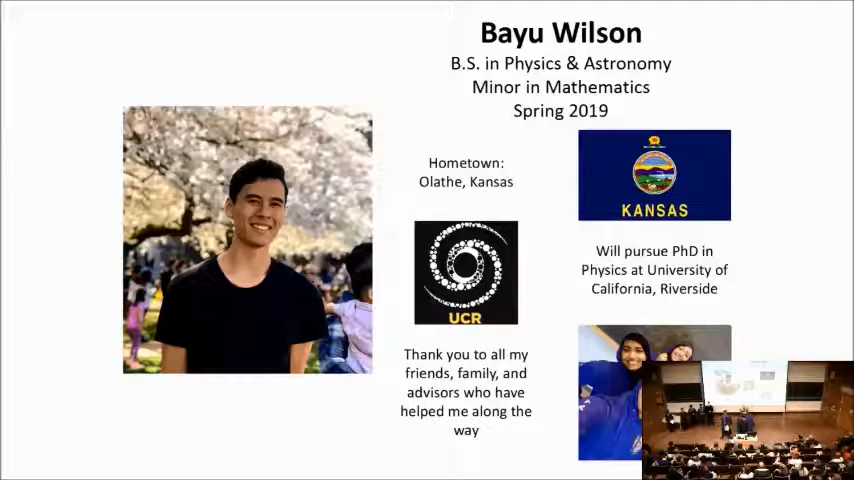 Bayu Wilson
B.S. in Physics & Astronomy
Minor in Mathematics
Spring 2019
Hometown:
Olathe, Kansas
KANSAS
UCR
Will pursue PhD in
Physics at University of
California, Riverside
Thank you to all my
friends, family, and
advisors who have
helped me along the
way